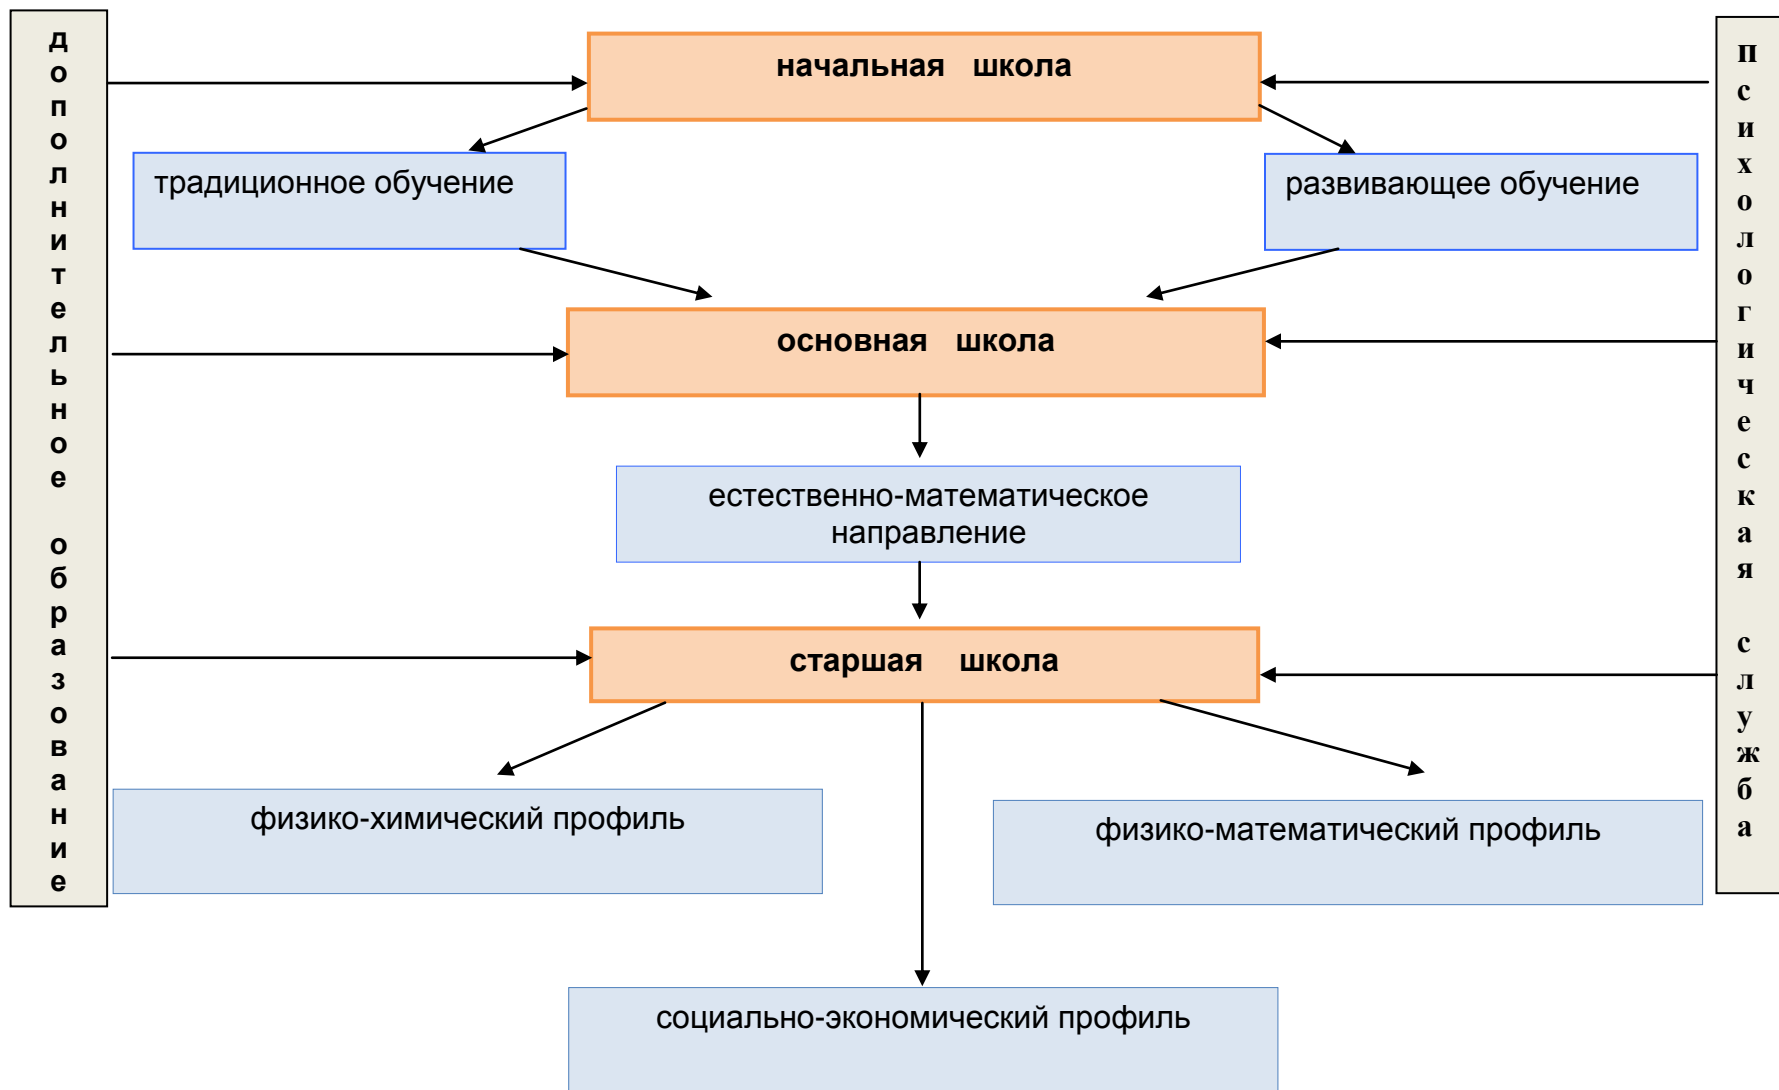 дополнительное образование
начальная школа
психологическая служба
традиционное обучение
развивающее обучение
основная школа
естественно-математическое
направление
старшая школа
физико-химический профиль
физико-математический профиль
социально-экономический профиль